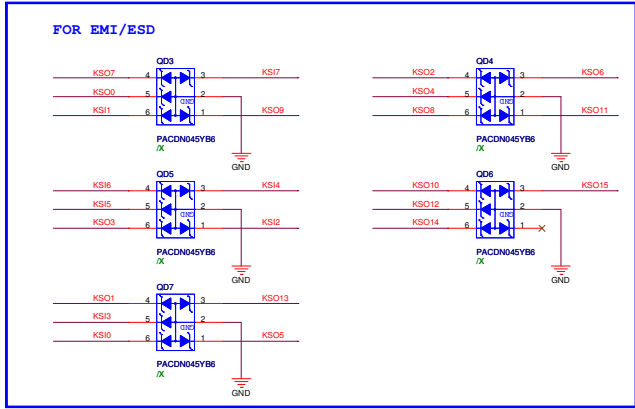 FOR EMI/ESD
QD3
KSO7 4 3 KSI7
KSO0 5 2
GND
KSI1 6 1 KSO9
PACDN045YB6
/X
GND
QD4
KSO2 4 3 KSO6
KSO4 5 2
GND
KSO8 6 1 KSO11
PACDN045YB6
/X
GND
QD5
KSI6 4 3 KSI4
KSI5 5 2
GND
KSO3 6 1 KSI2
PACDN045YB6
/X
GND
QD6
KSO10 4 3 KSO15
KSO12 5 2
GND
KSO14 6 1
PACDN045YB6
/X
GND
QD7
KSO1 4 3 KSO13
KSI3 5 2
GND
KSI0 6 1 KSO5
PACDN045YB6
/X
GND